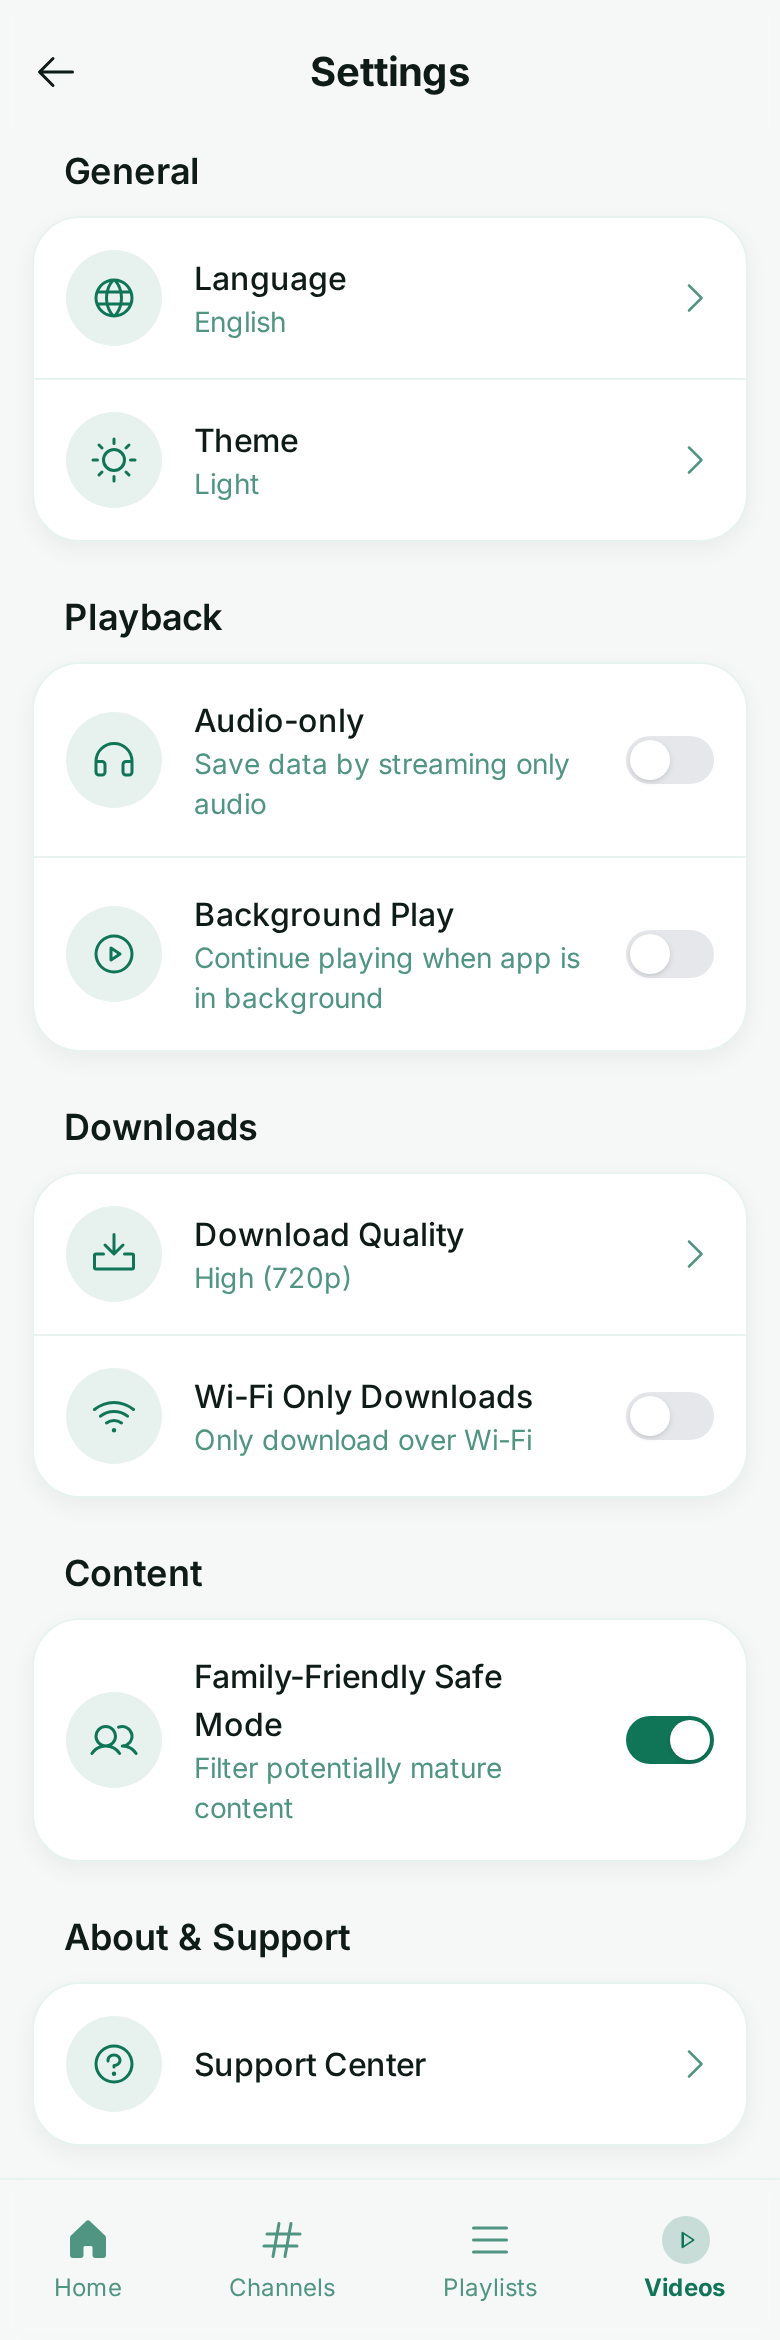 Settings
General
Language
English
Theme
Light
Playback
Audio-only
Save data by streaming only
audio
Background Play
Continue playing when app is
in background
Downloads
Download Quality
High (720p)
Wi-Fi Only Downloads
Only download over Wi-Fi
Content
Family-Friendly Safe
Mode
Filter potentially mature
content
About & Support
Support Center
Home
Channels
Playlists
Videos